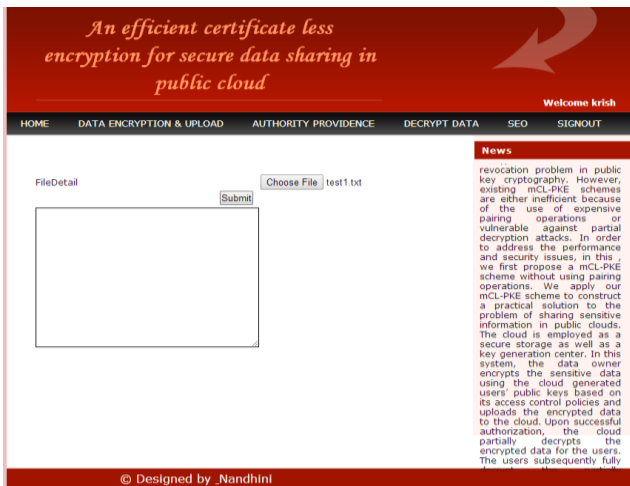 An efficient certificate less
encryption for secure data sharing in
public cloud
Welcome krish
HOME DATA ENCRYPTION & UPLOAD AUTHORITY PROVIDENCE DECRYPT DATA SEO SIGNOUT
FileDetail
Choose File test1.txt
Submit
News
revocation problem in public
key cryptography. However,
existing mCL-PKE schemes
are either inefficient because
of the use of expensive
pairing operations or
vulnerable against partial
decryption attacks. In order
to address the performance
and security issues, in this ,
we first propose a mCL-PKE
scheme without using pairing
operations. We apply our
mCL-PKE scheme to construct
a practical solution to the
problem of sharing sensitive
information in public clouds.
The cloud is employed as a
secure storage as well as a
key generation center. In this
system, the data owner
encrypts the sensitive data
using the cloud generated
users' public keys based on
its access control policies and
uploads the encrypted data
to the cloud. Upon successful
authorization, the cloud
partially decrypts the
encrypted data for the users.
The users subsequently fully
© Designed by _Nandhini